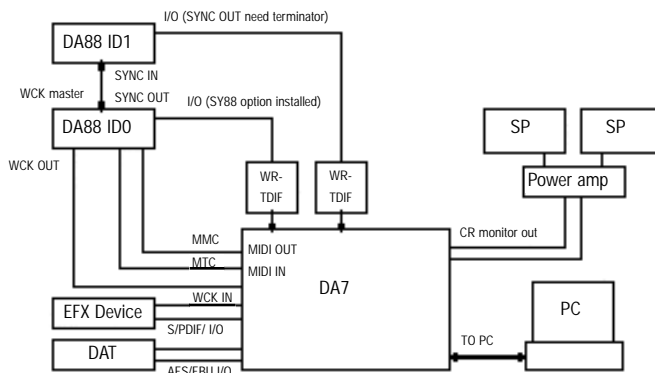 I/O (SYNC OUT need terminator)
DA88 ID1
SYNC IN
WCK master
SYNC OUT
I/O (SY88 option installed)
DA88 ID0
SP
SP
WCK OUT
WR-
TDIF
WR-
TDIF
Power amp
CR monitor out
MMC
MIDI OUT
MTC
MIDI IN
DA7
WCK IN
EFX Device
S/PDIF/ I/O
PC
TO PC
DAT
AES/EBU I/O